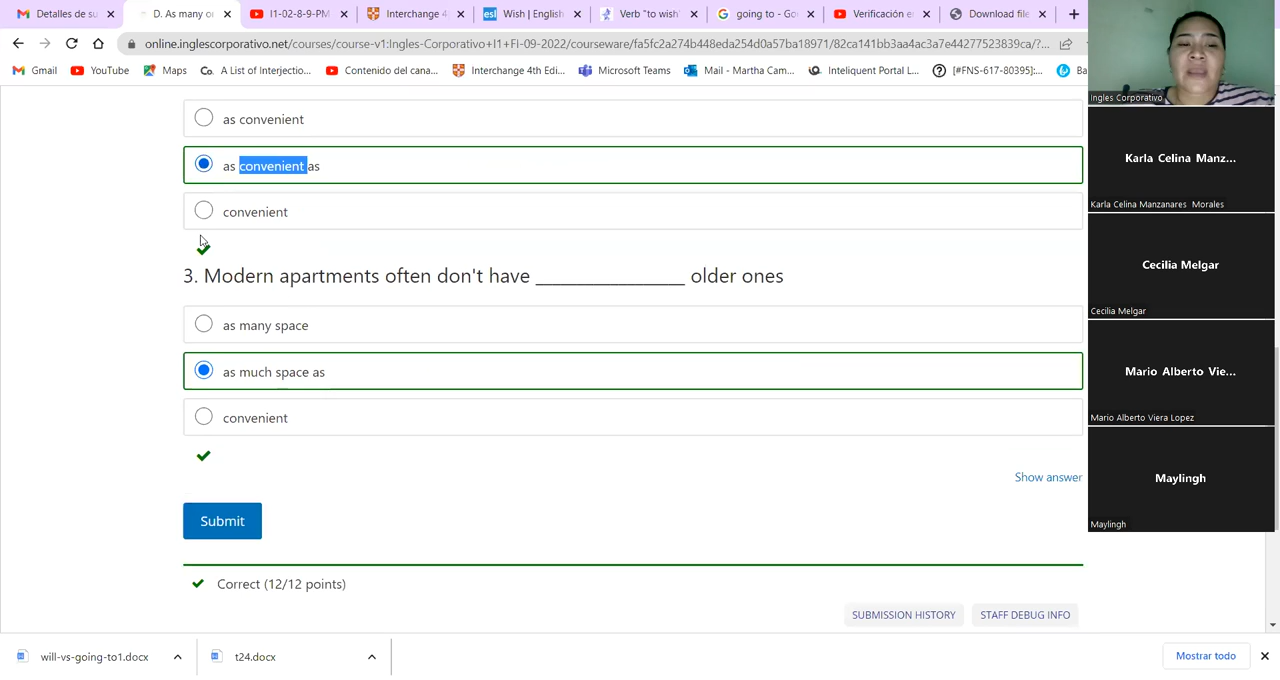 Detalles de su
D. As many or
I1-02-8-9-PM
Interchange 4
Wish | English
Verb "to wish"
going to - Go
Verificación e
Download file
online.inglescorporativo.net/courses/course-v1:Ingles-Corporativo+I1+FI-09-2022/courseware/fa5fc2a274b448eda254d0a57ba18971/82ca141bb3aa4c3a7e44277523839ca/?...
Gmail
YouTube
Maps
A List of Interjectio...
Contenido del cana...
Interchange 4th Edi...
Microsoft Teams
Mail - Martha Cam...
Inteliquent Portal L...
[#FNS-617-80395]:...
Ba
Ingles Corporativo
as convenient
as convenient as
convenient
3. Modern apartments often don't have _________________ older ones
as many space
as much space as
convenient
Show answer
Submit
Correct (12/12 points)
SUBMISSION HISTORY
STAFF DEBUG INFO
Karla Celina Manz...
Karla Celina Manzanares Morales
Cecilia Melgar
Cecilia Melgar
Mario Alberto Vie...
Mario Alberto Viera Lopez
Maylingh
Maylingh
will-vs-going-to1.docx
t24.docx
Mostrar todo